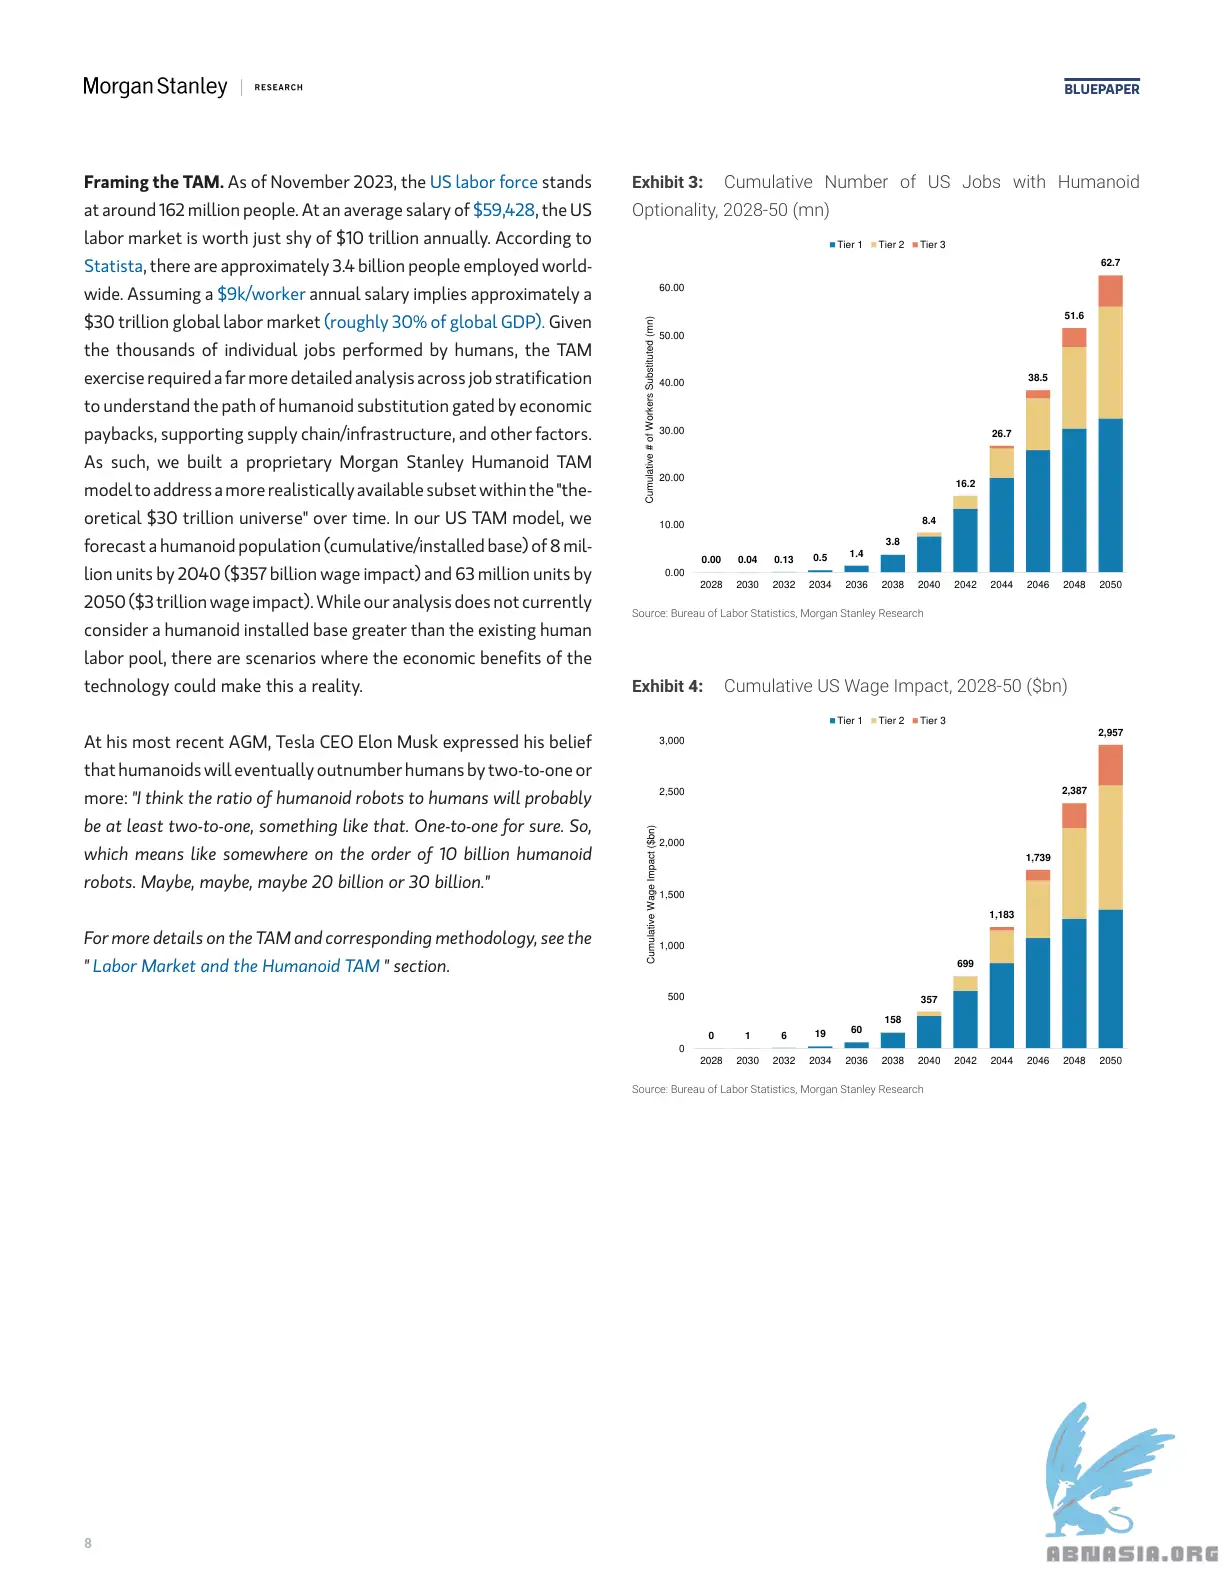 Morgan Stanley | RESEARCH
BLUEPAPER
Framing the TAM. As of November 2023, the US labor force stands
at around 162 million people. At an average salary of $59,428, the US
labor market is worth just shy of $10 trillion annually. According to
Statista, there are approximately 3.4 billion people employed world-
wide. Assuming a $9k/worker annual salary implies approximately a
$30 trillion global labor market (roughly 30% of global GDP). Given
the thousands of individual jobs performed by humans, the TAM
exercise required a far more detailed analysis across job stratification
to understand the path of humanoid substitution gated by economic
paybacks, supporting supply chain/infrastructure, and other factors.
As such, we built a proprietary Morgan Stanley Humanoid TAM
model to address a more realistically available subset within the "the-
oretical $30 trillion universe" over time. In our US TAM model, we
forecast a humanoid population (cumulative/installed base) of 8 mil-
lion units by 2040 ($357 billion wage impact) and 63 million units by
2050 ($3 trillion wage impact). While our analysis does not currently
consider a humanoid installed base greater than the existing human
labor pool, there are scenarios where the economic benefits of the
technology could make this a reality.
At his most recent AGM, Tesla CEO Elon Musk expressed his belief
that humanoids will eventually outnumber humans by two-to-one or
more: "I think the ratio of humanoid robots to humans will probably
be at least two-to-one, something like that. One-to-one for sure. So,
which means like somewhere on the order of 10 billion humanoid
robots. Maybe, maybe, maybe 20 billion or 30 billion."
For more details on the TAM and corresponding methodology, see the
" Labor Market and the Humanoid TAM " section.
Exhibit 3: Cumulative Number of US Jobs with Humanoid
Optionality, 2028-50 (mn)
Tier 1 Tier 2 Tier 3
Cumulative # of Workers Substituted (mn)
60.00
50.00
40.00
30.00
20.00
10.00
0.00
0.00 0.04 0.13 0.5 1.4 3.8 8.4 16.2 26.7 38.5 51.6 62.7
2028 2030 2032 2034 2036 2038 2040 2042 2044 2046 2048 2050
Source: Bureau of Labor Statistics, Morgan Stanley Research
Exhibit 4: Cumulative US Wage Impact, 2028-50 ($bn)
Tier 1 Tier 2 Tier 3
Cumulative Wage Impact ($bn)
3,000
2,500
2,000
1,500
1,000
500
0
0 1 6 19 60 158 357 699 1,183 1,739 2,387 2,957
2028 2030 2032 2034 2036 2038 2040 2042 2044 2046 2048 2050
Source: Bureau of Labor Statistics, Morgan Stanley Research
8
ABNASIA.ORG